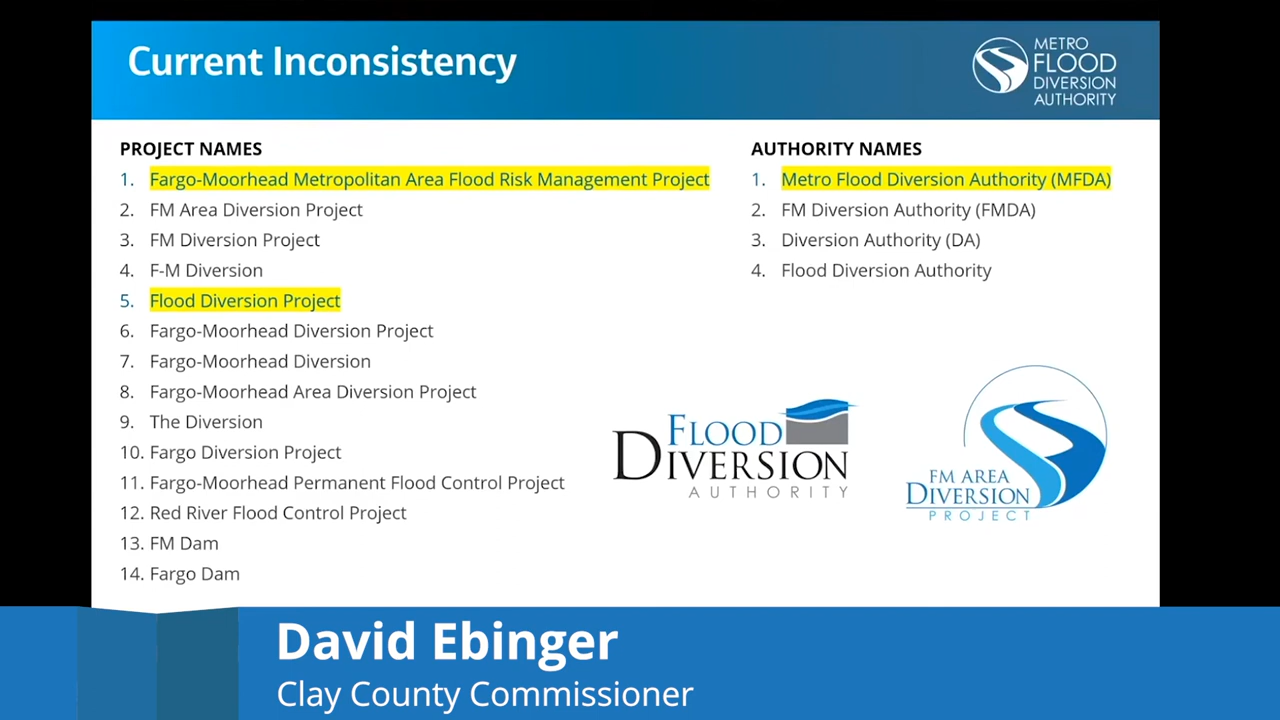 Current Inconsistency
METRO
FLOOD
DIVERSION
AUTHORITY
PROJECT NAMES
1. Fargo-Moorhead Metropolitan Area Flood Risk Management Project
2. FM Area Diversion Project
3. FM Diversion Project
4. F-M Diversion
5. Flood Diversion Project
6. Fargo-Moorhead Diversion Project
7. Fargo-Moorhead Diversion
8. Fargo-Moorhead Area Diversion Project
9. The Diversion
10. Fargo Diversion Project
11. Fargo-Moorhead Permanent Flood Control Project
12. Red River Flood Control Project
13. FM Dam
14. Fargo Dam
AUTHORITY NAMES
1. Metro Flood Diversion Authority (MFDA)
2. FM Diversion Authority (FMDA)
3. Diversion Authority (DA)
4. Flood Diversion Authority
FLOOD
DIVERSION
AUTHORITY
FM AREA
DIVERSION
PROJECT
David Ebinger
Clay County Commissioner